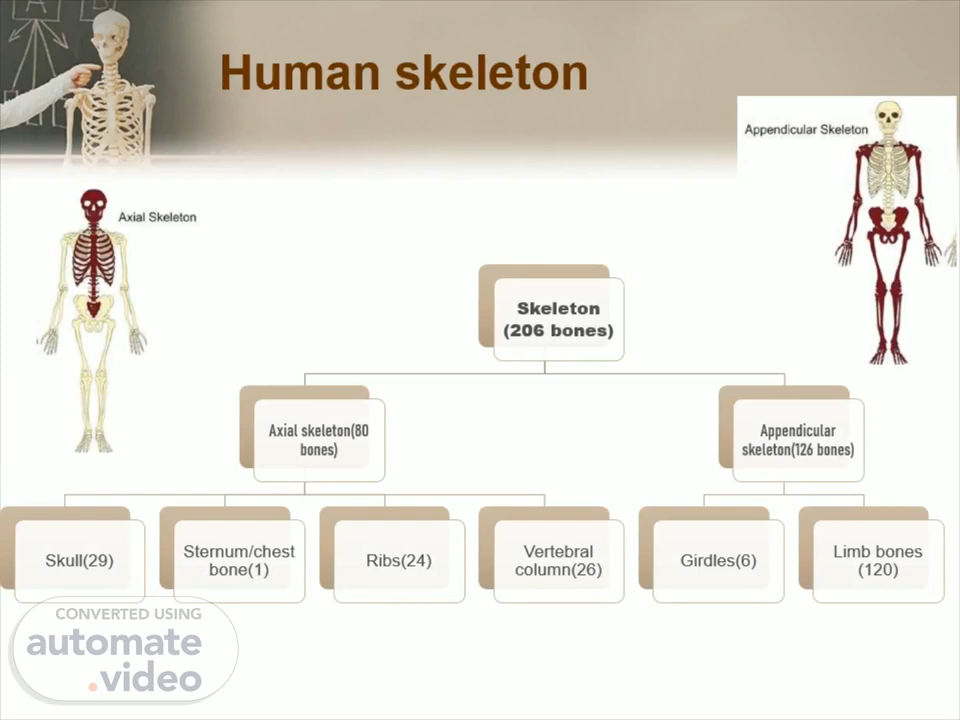 Human skeleton
Appendicular Skeleton
Axial Skeleton
Skeleton
(206 bones)
Axial skeleton(80
bones)
Appendicular
skeleton(126 bones)
Skull(29)
Sternum/chest
bone(1)
Ribs(24)
Vertebral
column(26)
Girdles(6)
Limb bones
(120)
CONVERTED USING
automate
.video